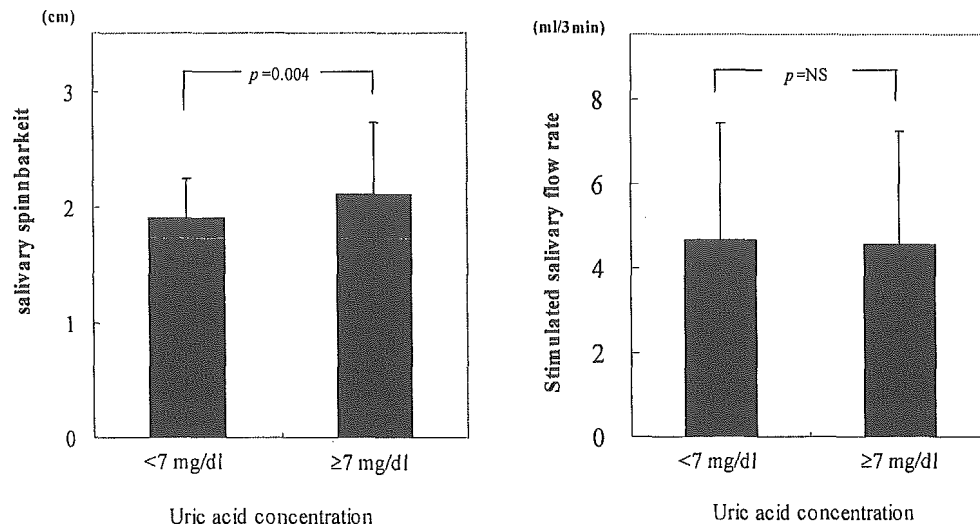 (cm)
salivary spinnbarkeit
3
2
1
0
p=0.004
<7 mg/dl
≥7 mg/dl
Uric acid concentration
(ml/3min)
Stimulated salivary flow rate
8
6
4
2
0
p=NS
<7 mg/dl
≥7 mg/dl
Uric acid concentration